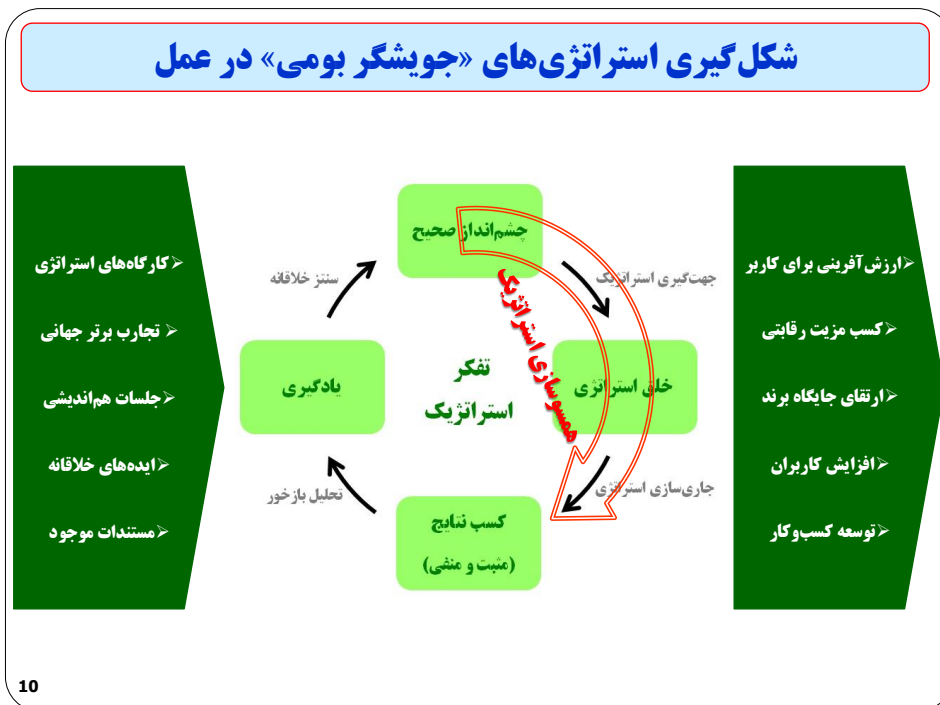 شکل‌گیری استراتژی‌های «جویشگر بومی» در عمل
ارزش‌آفرینی برای کاربر
کسب مزیت رقابتی
ارتقای جایگاه برند
افزایش کاربران
توسعه کسب‌وکار
چشم‌انداز صحیح
جهت‌گیری استراتژیک
خلق استراتژی
جاری‌سازی استراتژی
کسب نتایج
(مثبت و منفی)
تحلیل بازخور
یادگیری
سنتز خلاقانه
تفکر
استراتژیک
همسوسازی استراتژیک
کارگاه‌های استراتژی
تجارب برتر جهانی
جلسات هم‌اندیشی
ایده‌های خلاقانه
مستندات موجود
10